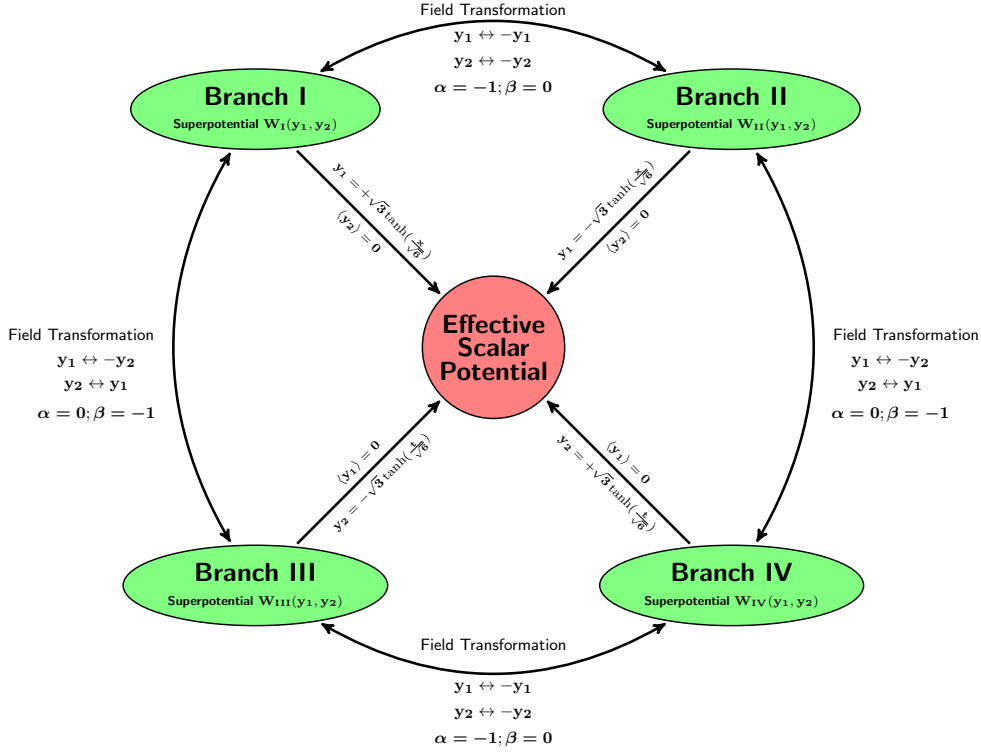 Field Transformation
y₁ ↔ −y₁
y₂ ↔ −y₂
α = −1; β = 0
Branch I
Superpotential W_I(y₁, y₂)
Branch II
Superpotential W_II(y₁, y₂)
y₁ = +√3 tanh(x/√6)
⟨y₂⟩ = 0
y₁ = −√3 tanh(x/√6)
⟨y₂⟩ = 0
Field Transformation
y₁ ↔ −y₂
y₂ ↔ y₁
α = 0; β = −1
Effective
Scalar
Potential
Field Transformation
y₁ ↔ −y₂
y₂ ↔ y₁
α = 0; β = −1
⟨y₁⟩ = 0
y₂ = −√3 tanh(t/√6)
⟨y₁⟩ = 0
y₂ = +√3 tanh(t/√6)
Branch III
Superpotential W_III(y₁, y₂)
Branch IV
Superpotential W_IV(y₁, y₂)
Field Transformation
y₁ ↔ −y₁
y₂ ↔ −y₂
α = −1; β = 0